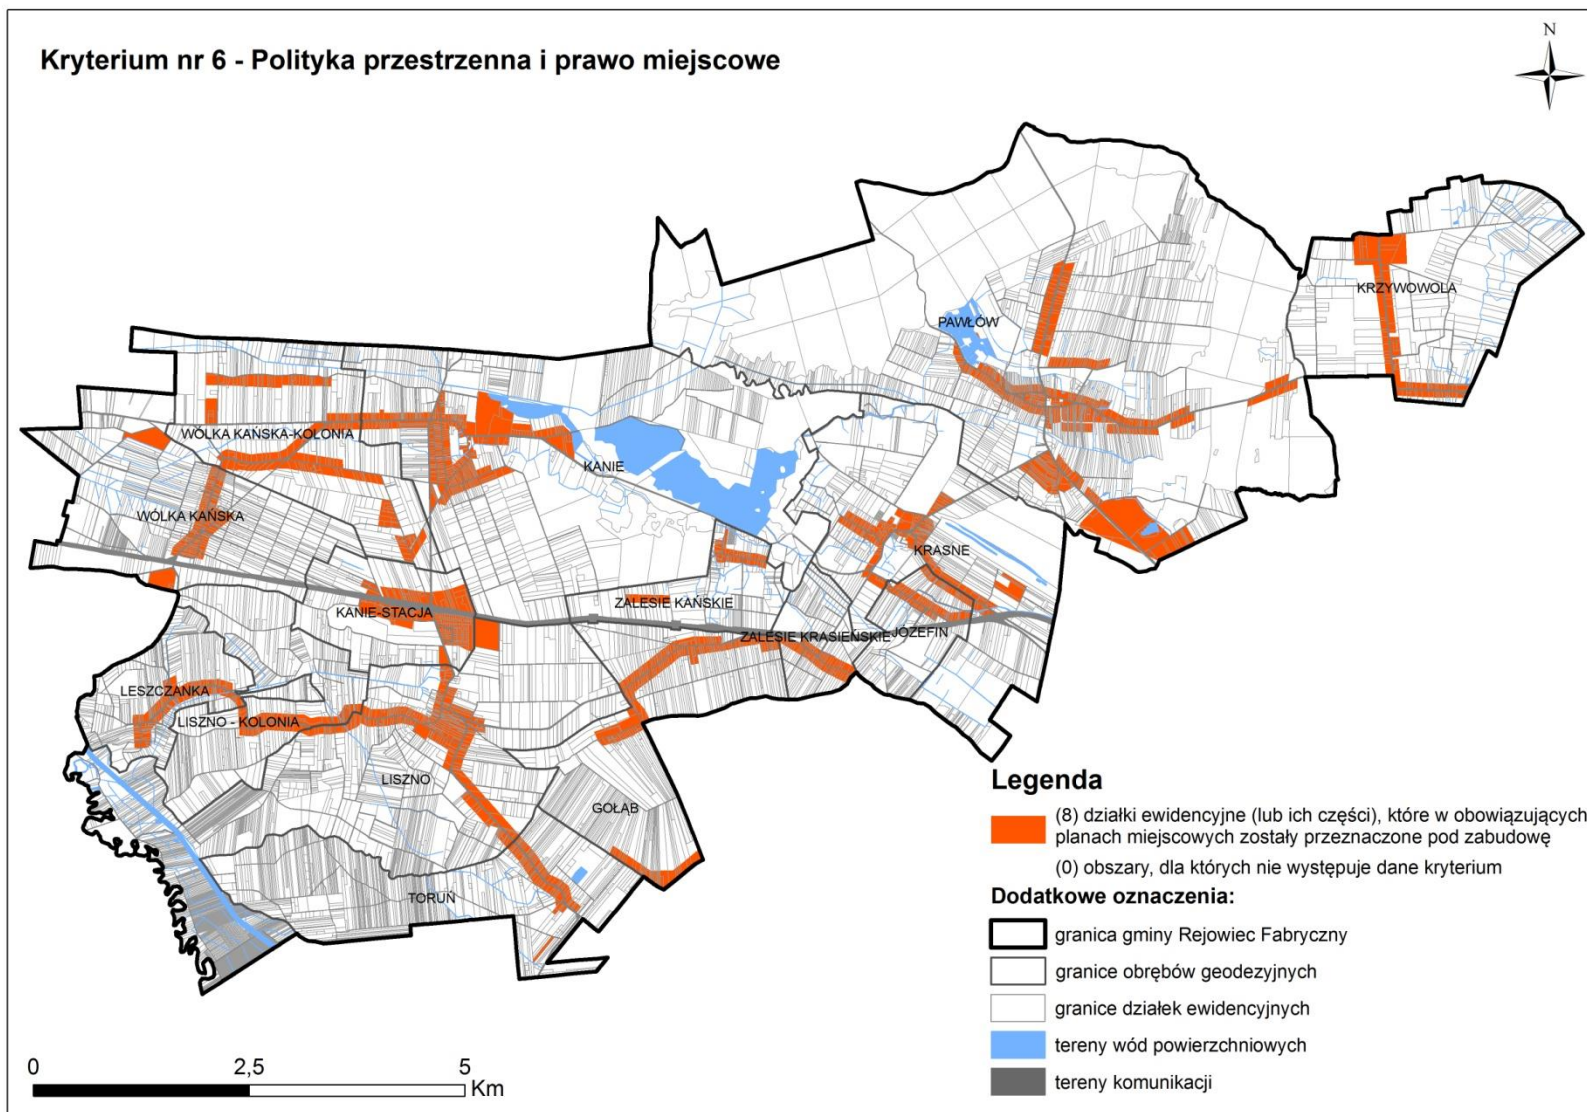 Kryterium nr 6 - Polityka przestrzenna i prawo miejscowe
N
KRZYWOWOLA
PAWŁÓW
WÓLKA KAŃSKA-KOLONIA
KANIE
WÓLKA KAŃSKA
KRASNE
KANIE-STACJA
ZALESIE KAŃSKIE
ZALESIE KRASIEŃSKIE
JÓZEFIN
LESZCZANKA
LISZNO - KOLONIA
LISZNO
GOŁĄB
TORUŃ
Legenda
(8) działki ewidencyjne (lub ich części), które w obowiązujących
planach miejscowych zostały przeznaczone pod zabudowę
(0) obszary, dla których nie występuje dane kryterium
Dodatkowe oznaczenia:
granica gminy Rejowiec Fabryczny
granice obrębów geodezyjnych
granice działek ewidencyjnych
tereny wód powierzchniowych
tereny komunikacji
0 2,5 5
Km